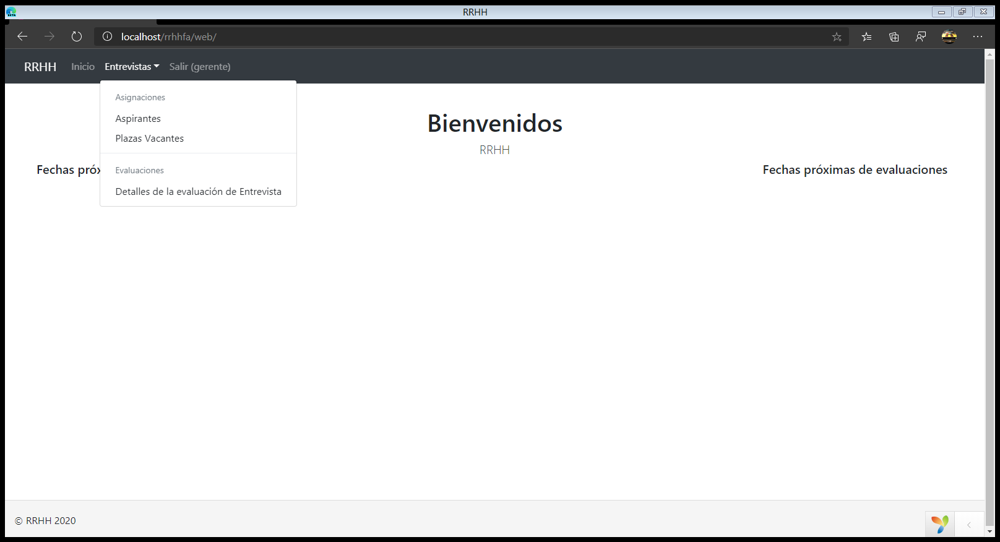 RRHH
localhost/rrhhfa/web/
RRHH Inicio Entrevistas Salir (gerente)
Asignaciones
Aspirantes
Plazas Vacantes
Evaluaciones
Detalles de la evaluación de Entrevista
Bienvenidos
RRHH
Fechas
Fechas próximas de evaluaciones
© RRHH 2020